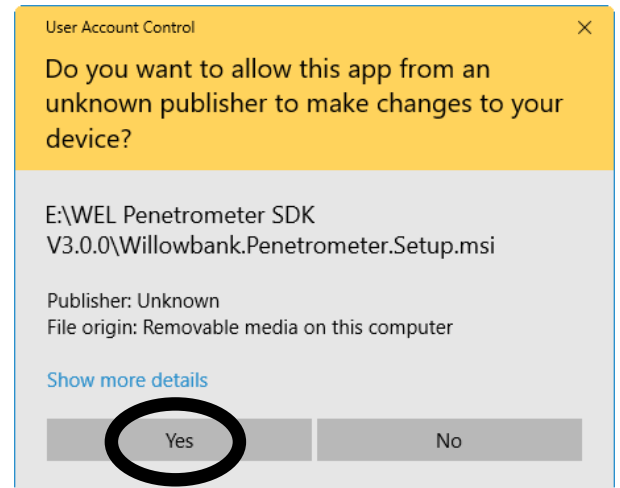 User Account Control
Do you want to allow this app from an
unknown publisher to make changes to your
device?
E:\WEL Penetrometer SDK
V3.0.0\Willowbank.Penetrometer.Setup.msi
Publisher: Unknown
File origin: Removable media on this computer
Show more details
Yes
No